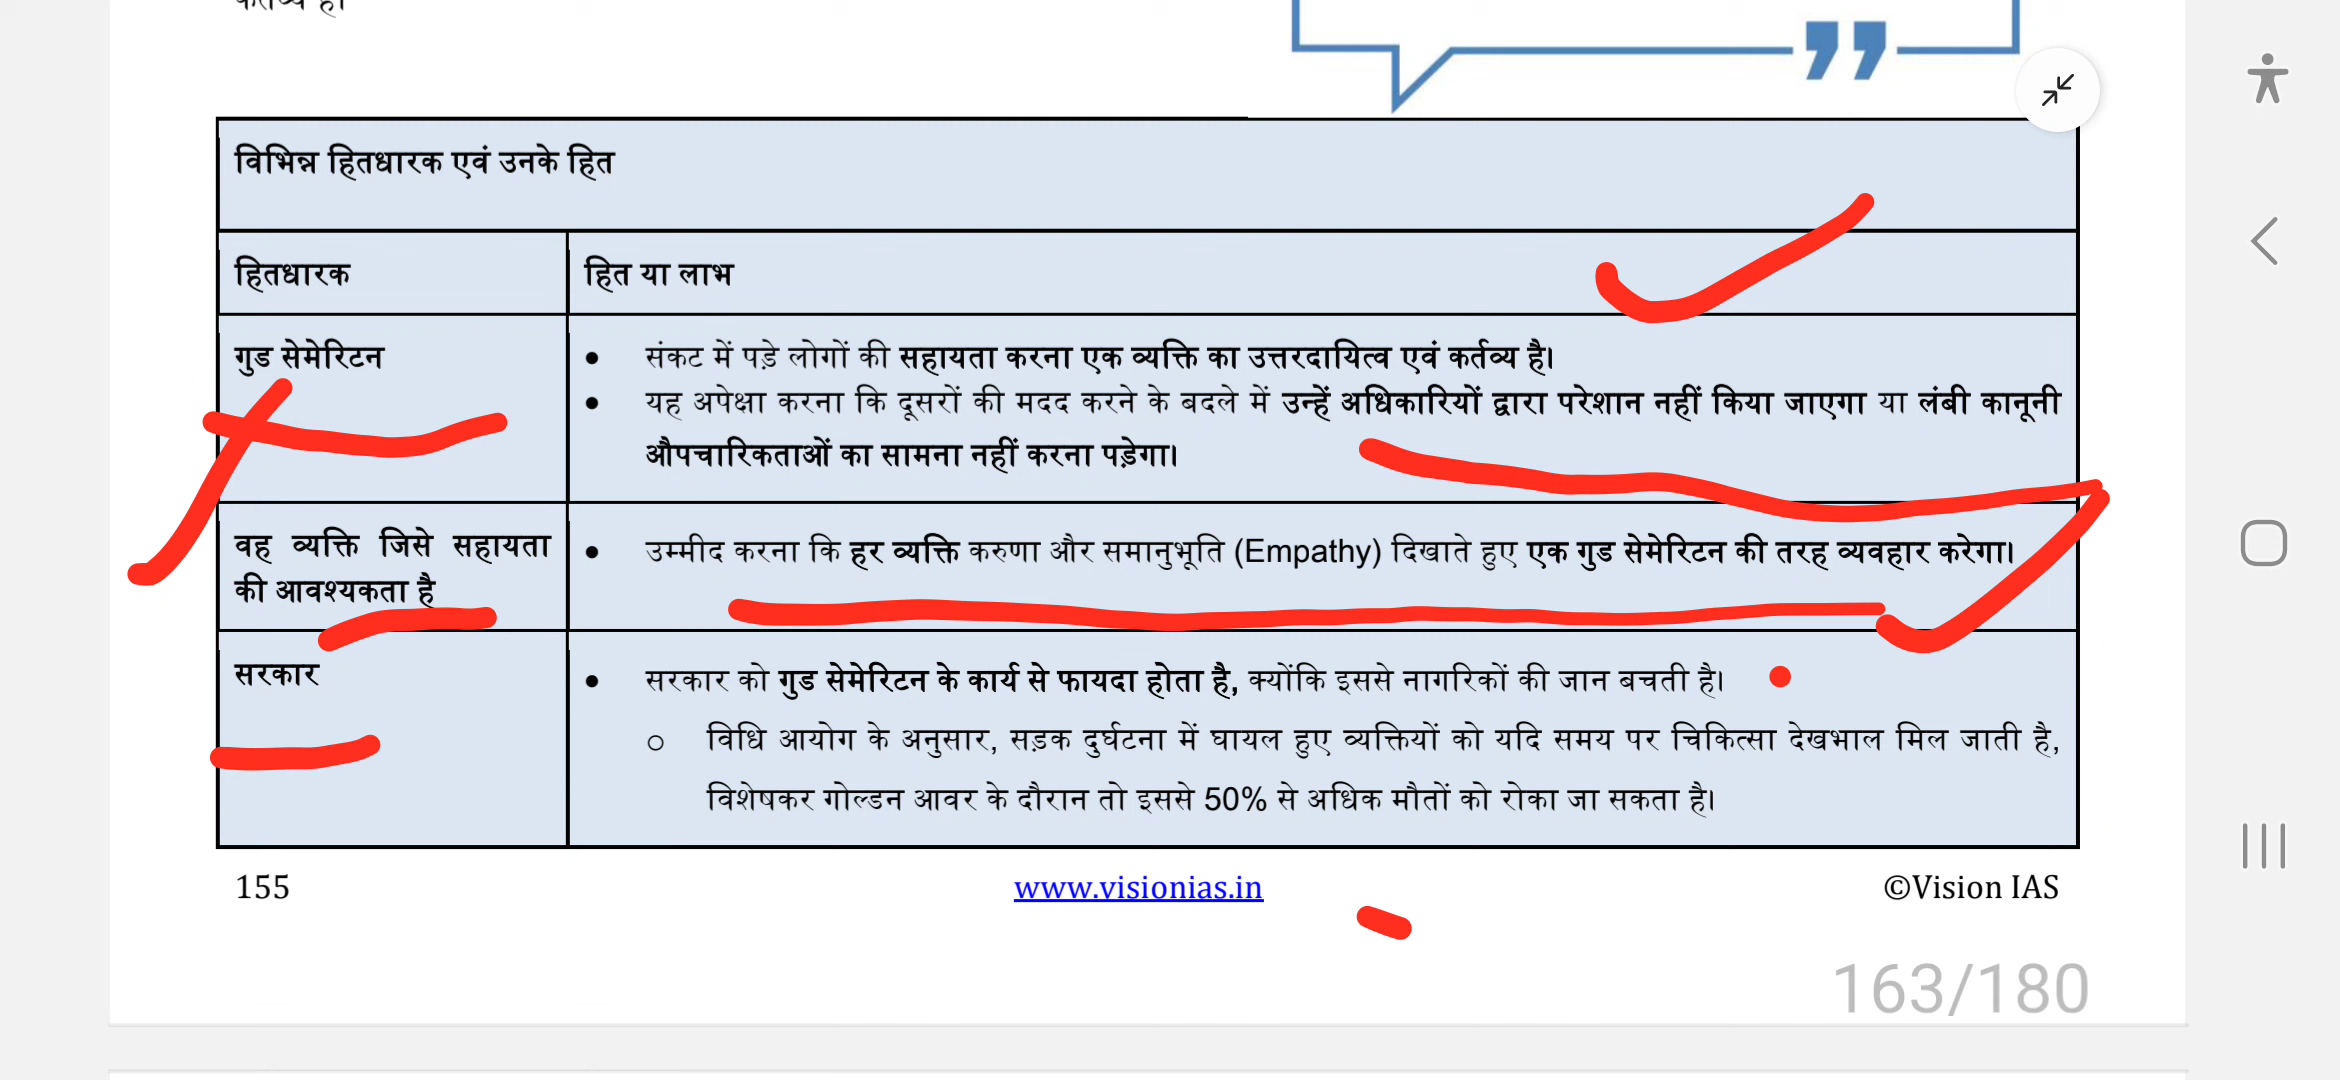 विभिन्न हितधारक एवं उनके हित
हितधारक
हित या लाभ
गुड सेमेरिटन
● संकट में पड़े लोगों की सहायता करना एक व्यक्ति का उत्तरदायित्व एवं कर्तव्य है।
● यह अपेक्षा करना कि दूसरों की मदद करने के बदले में उन्हें अधिकारियों द्वारा परेशान नहीं किया जाएगा या लंबी कानूनी
औपचारिकताओं का सामना नहीं करना पड़ेगा।
वह व्यक्ति जिसे सहायता
की आवश्यकता है
● उम्मीद करना कि हर व्यक्ति करुणा और समानुभूति (Empathy) दिखाते हुए एक गुड सेमेरिटन की तरह व्यवहार करेगा।
सरकार
● सरकार को गुड सेमेरिटन के कार्य से फायदा होता है, क्योंकि इससे नागरिकों की जान बचती है।
○ विधि आयोग के अनुसार, सड़क दुर्घटना में घायल हुए व्यक्तियों को यदि समय पर चिकित्सा देखभाल मिल जाती है,
विशेषकर गोल्डन आवर के दौरान तो इससे 50% से अधिक मौतों को रोका जा सकता है।
155
www.visionias.in
©Vision IAS
163/180